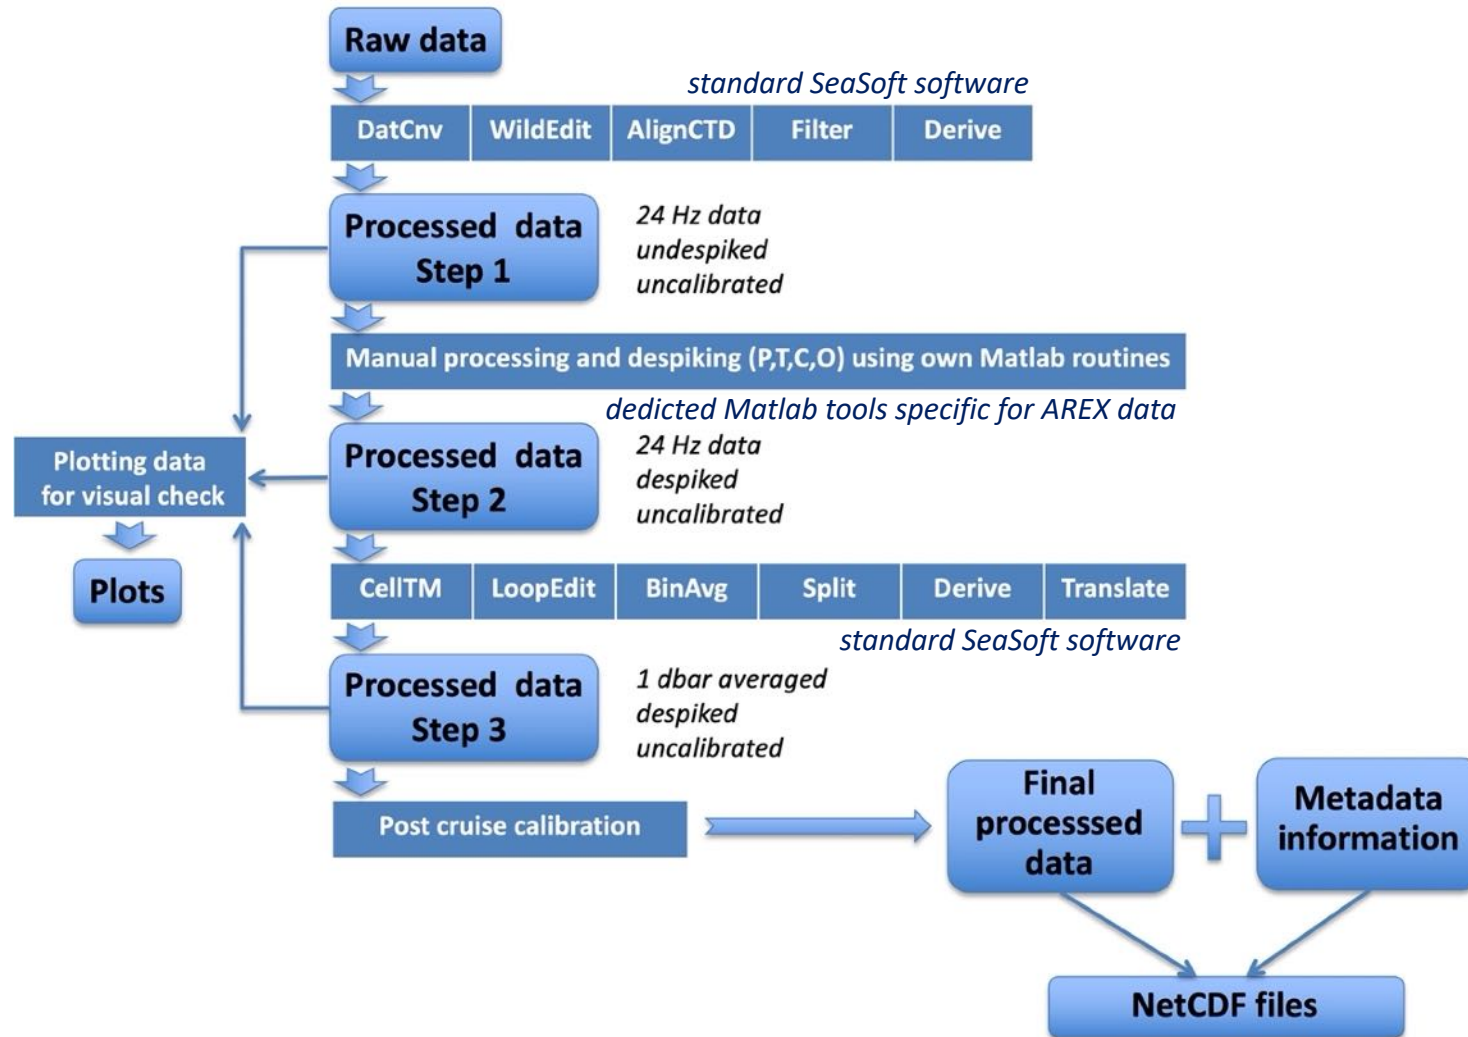 Raw data
standard SeaSoft software
DatCnv WildEdit AlignCTD Filter Derive
Processed data
Step 1
24 Hz data
undespiked
uncalibrated
Manual processing and despiking (P,T,C,O) using own Matlab routines
dedicted Matlab tools specific for AREX data
Processed data
Step 2
24 Hz data
despiked
uncalibrated
Plotting data
for visual check
Plots
CellTM LoopEdit BinAvg Split Derive Translate
standard SeaSoft software
Processed data
Step 3
1 dbar averaged
despiked
uncalibrated
Post cruise calibration
Final
processsed
data
Metadata
information
NetCDF files